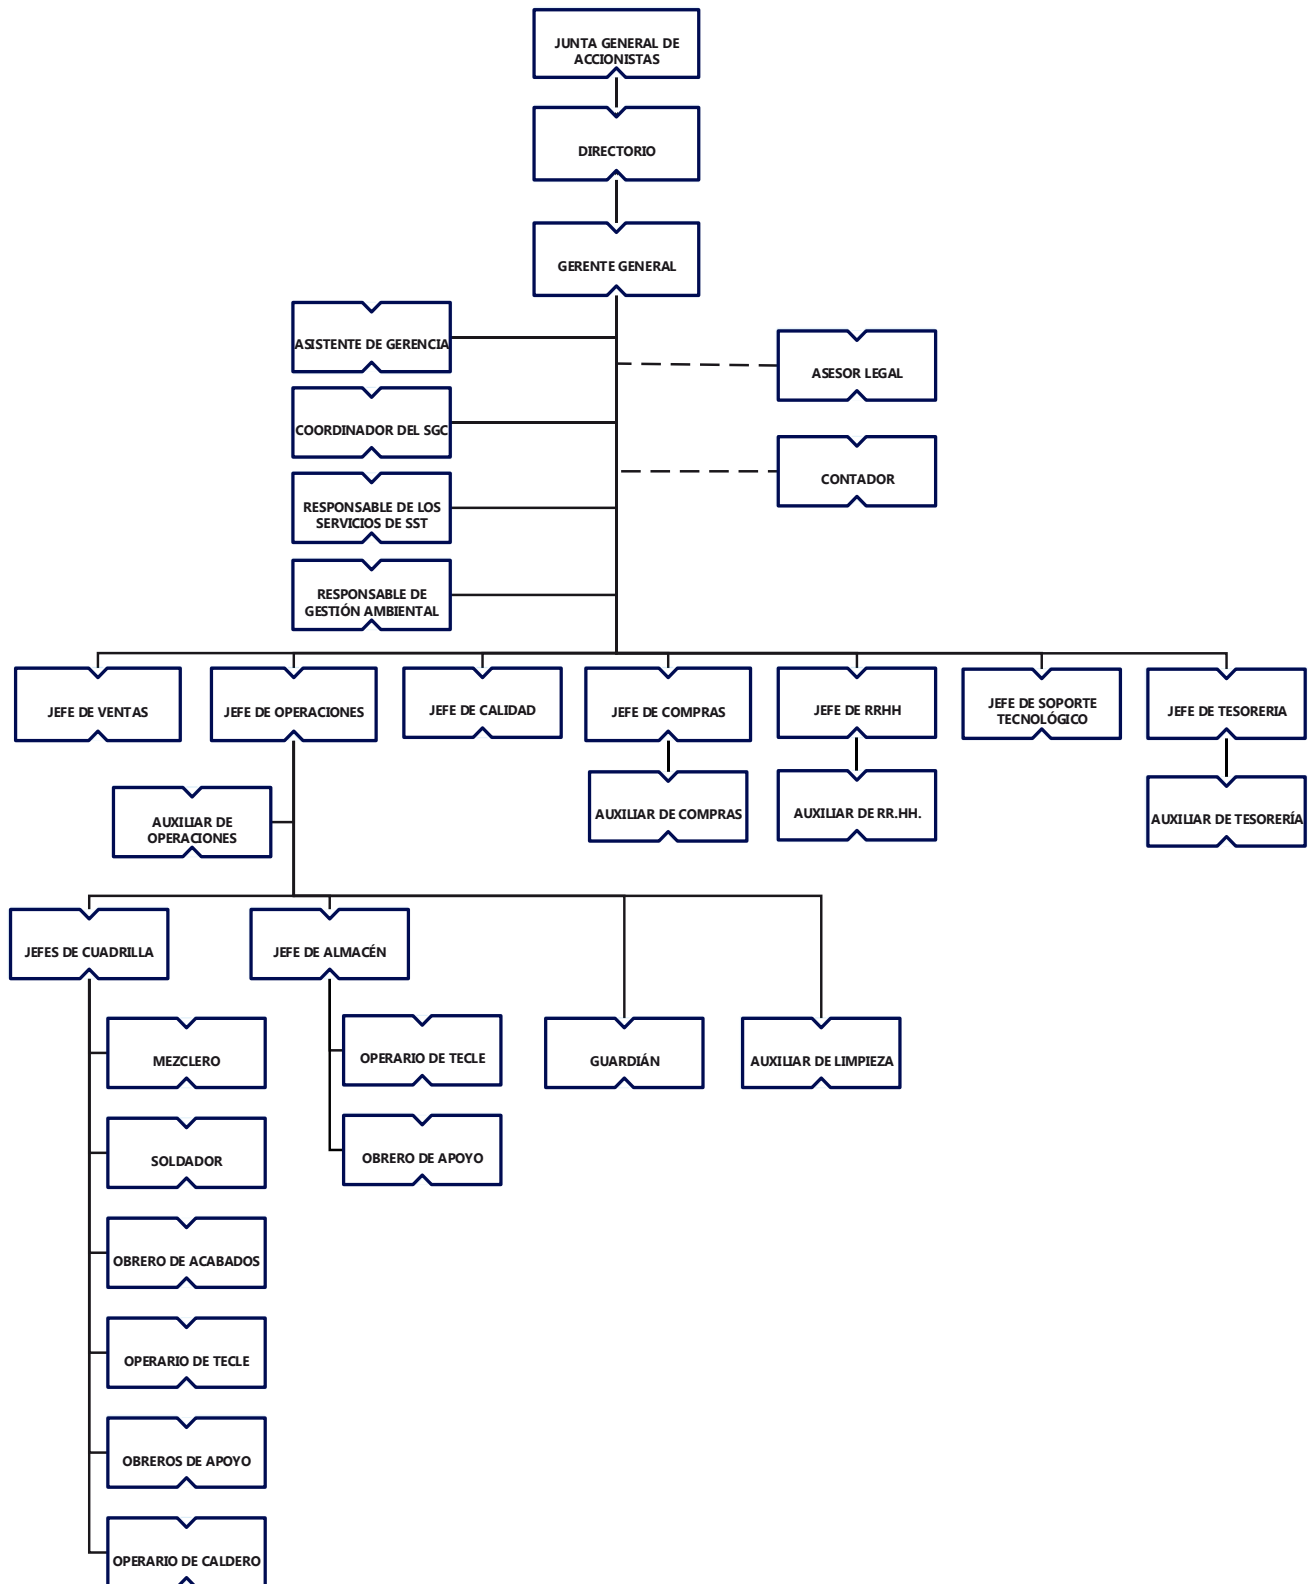 JUNTA GENERAL DE
ACCIONISTAS
DIRECTORIO
GERENTE GENERAL
ASISTENTE DE GERENCIA
ASESOR LEGAL
COORDINADOR DEL SGC
CONTADOR
RESPONSABLE DE LOS
SERVICIOS DE SST
RESPONSABLE DE
GESTIÓN AMBIENTAL
JEFE DE VENTAS
JEFE DE OPERACIONES
JEFE DE CALIDAD
JEFE DE COMPRAS
JEFE DE RRHH
JEFE DE SOPORTE
TECNOLÓGICO
JEFE DE TESORERIA
AUXILIAR DE
OPERACIONES
AUXILIAR DE COMPRAS
AUXILIAR DE RR.HH.
AUXILIAR DE TESORERÍA
JEFES DE CUADRILLA
JEFE DE ALMACÉN
MEZCLERO
OPERARIO DE TECLE
GUARDIÁN
AUXILIAR DE LIMPIEZA
SOLDADOR
OBRERO DE APOYO
OBRERO DE ACABADOS
OPERARIO DE TECLE
OBREROS DE APOYO
OPERARIO DE CALDERO